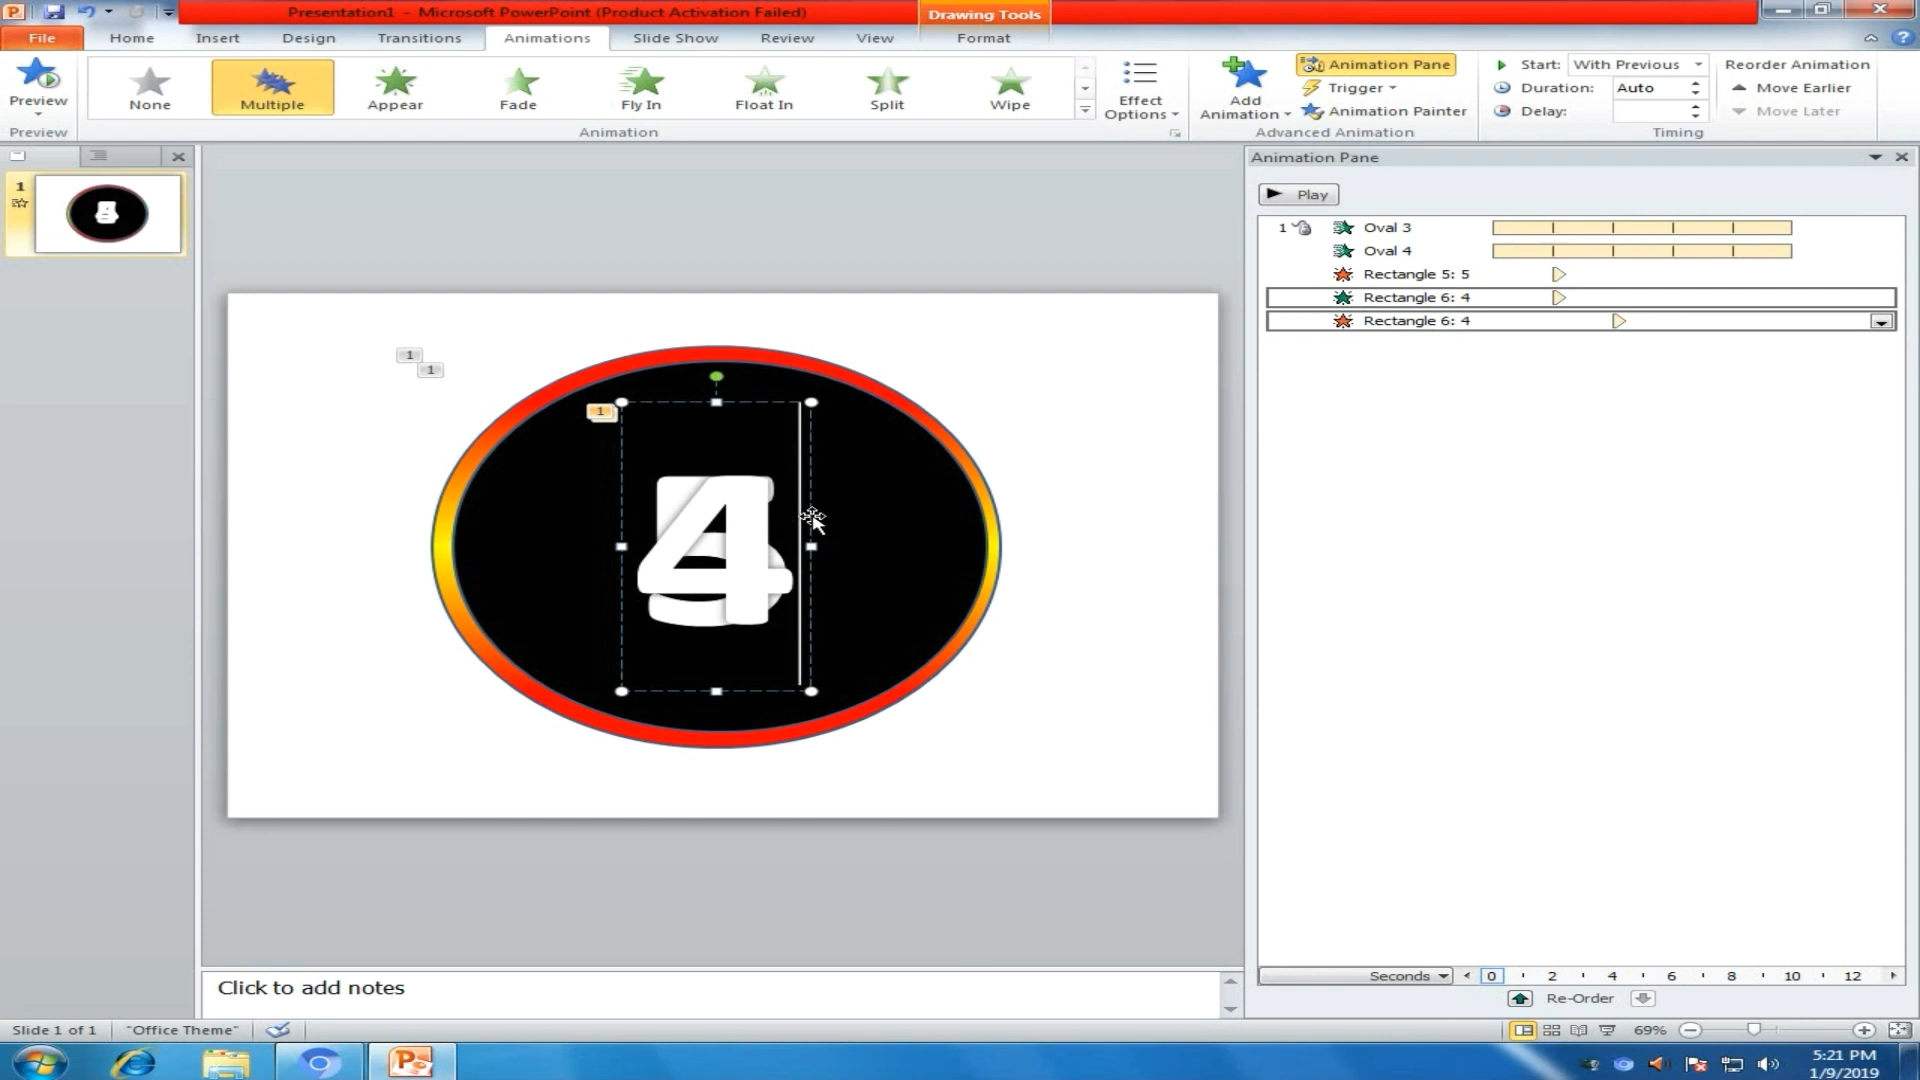 Presentation1 - Microsoft PowerPoint (Product Activation Failed)
Drawing Tools
File
Home
Insert
Design
Transitions
Animations
Slide Show
Review
View
Format
Preview
Preview
None
Multiple
Appear
Fade
Fly In
Float In
Split
Wipe
Animation
Effect
Options
Add
Animation
Animation Pane
Trigger
Animation Painter
Advanced Animation
Start: With Previous
Duration: Auto
Delay:
Timing
Reorder Animation
Move Earlier
Move Later
1
1
1
1
4
Animation Pane
Play
1 Oval 3
Oval 4
Rectangle 5: 5
Rectangle 6: 4
Rectangle 6: 4
Seconds
0 2 4 6 8 10 12
Re-Order
Click to add notes
Slide 1 of 1
"Office Theme"
69%
5:21 PM
1/9/2019